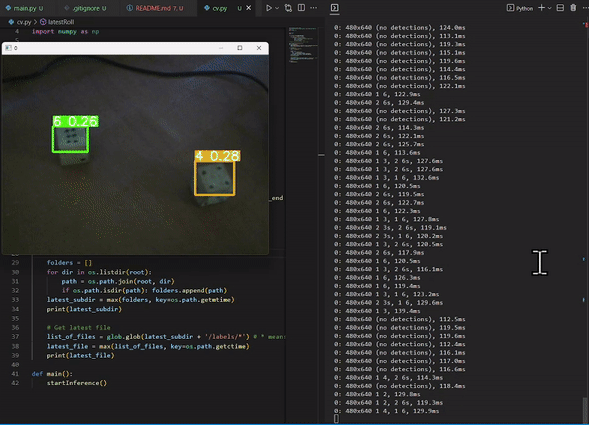 main.py U
.gitignore U
README.md 7, U
cv.py U
Python
cv.py > latestRoll
4 import numpy as np
0
6 0.26
4 0.28
_end
29 folders = []
30 for dir in os.listdir(root):
31 path = os.path.join(root, dir)
32 if os.path.isdir(path): folders.append(path)
33 latest_subdir = max(folders, key=os.path.getmtime)
34 print(latest_subdir)
35
36 # Get latest file
37 list_of_files = glob.glob(latest_subdir + '/labels/*') # * means
38 latest_file = max(list_of_files, key=os.path.getctime)
39 print(latest_file)
40
41 def main():
42 startInference()
0: 480x640 (no detections), 124.0ms
0: 480x640 (no detections), 113.1ms
0: 480x640 (no detections), 119.3ms
0: 480x640 (no detections), 115.1ms
0: 480x640 (no detections), 119.6ms
0: 480x640 (no detections), 114.4ms
0: 480x640 (no detections), 116.5ms
0: 480x640 (no detections), 122.1ms
0: 480x640 1 6, 122.9ms
0: 480x640 2 6s, 129.4ms
0: 480x640 (no detections), 127.3ms
0: 480x640 (no detections), 121.2ms
0: 480x640 2 6s, 114.3ms
0: 480x640 2 6s, 122.1ms
0: 480x640 2 6s, 125.7ms
0: 480x640 1 6, 113.6ms
0: 480x640 1 3, 2 6s, 127.6ms
0: 480x640 1 3, 2 6s, 127.6ms
0: 480x640 1 3, 1 6, 132.6ms
0: 480x640 1 6, 120.5ms
0: 480x640 2 6s, 119.5ms
0: 480x640 2 6s, 122.7ms
0: 480x640 1 6, 122.3ms
0: 480x640 1 3, 1 6, 127.8ms
0: 480x640 2 3s, 2 6s, 119.1ms
0: 480x640 2 3s, 1 6, 120.2ms
0: 480x640 1 3, 2 6s, 120.5ms
0: 480x640 2 6s, 117.9ms
0: 480x640 1 6, 120.5ms
0: 480x640 1 3, 2 6s, 116.1ms
0: 480x640 1 6, 126.3ms
0: 480x640 1 6, 119.4ms
0: 480x640 1 3, 1 6, 123.2ms
0: 480x640 2 3s, 1 6, 129.6ms
0: 480x640 1 3, 139.4ms
0: 480x640 (no detections), 112.5ms
0: 480x640 (no detections), 119.5ms
0: 480x640 (no detections), 119.6ms
0: 480x640 (no detections), 112.4ms
0: 480x640 (no detections), 116.1ms
0: 480x640 (no detections), 117.0ms
0: 480x640 (no detections), 116.6ms
0: 480x640 1 4, 2 6s, 114.3ms
0: 480x640 (no detections), 118.4ms
0: 480x640 1 2, 129.8ms
0: 480x640 1 2, 2 6s, 119.3ms
0: 480x640 1 4, 1 6, 129.9ms